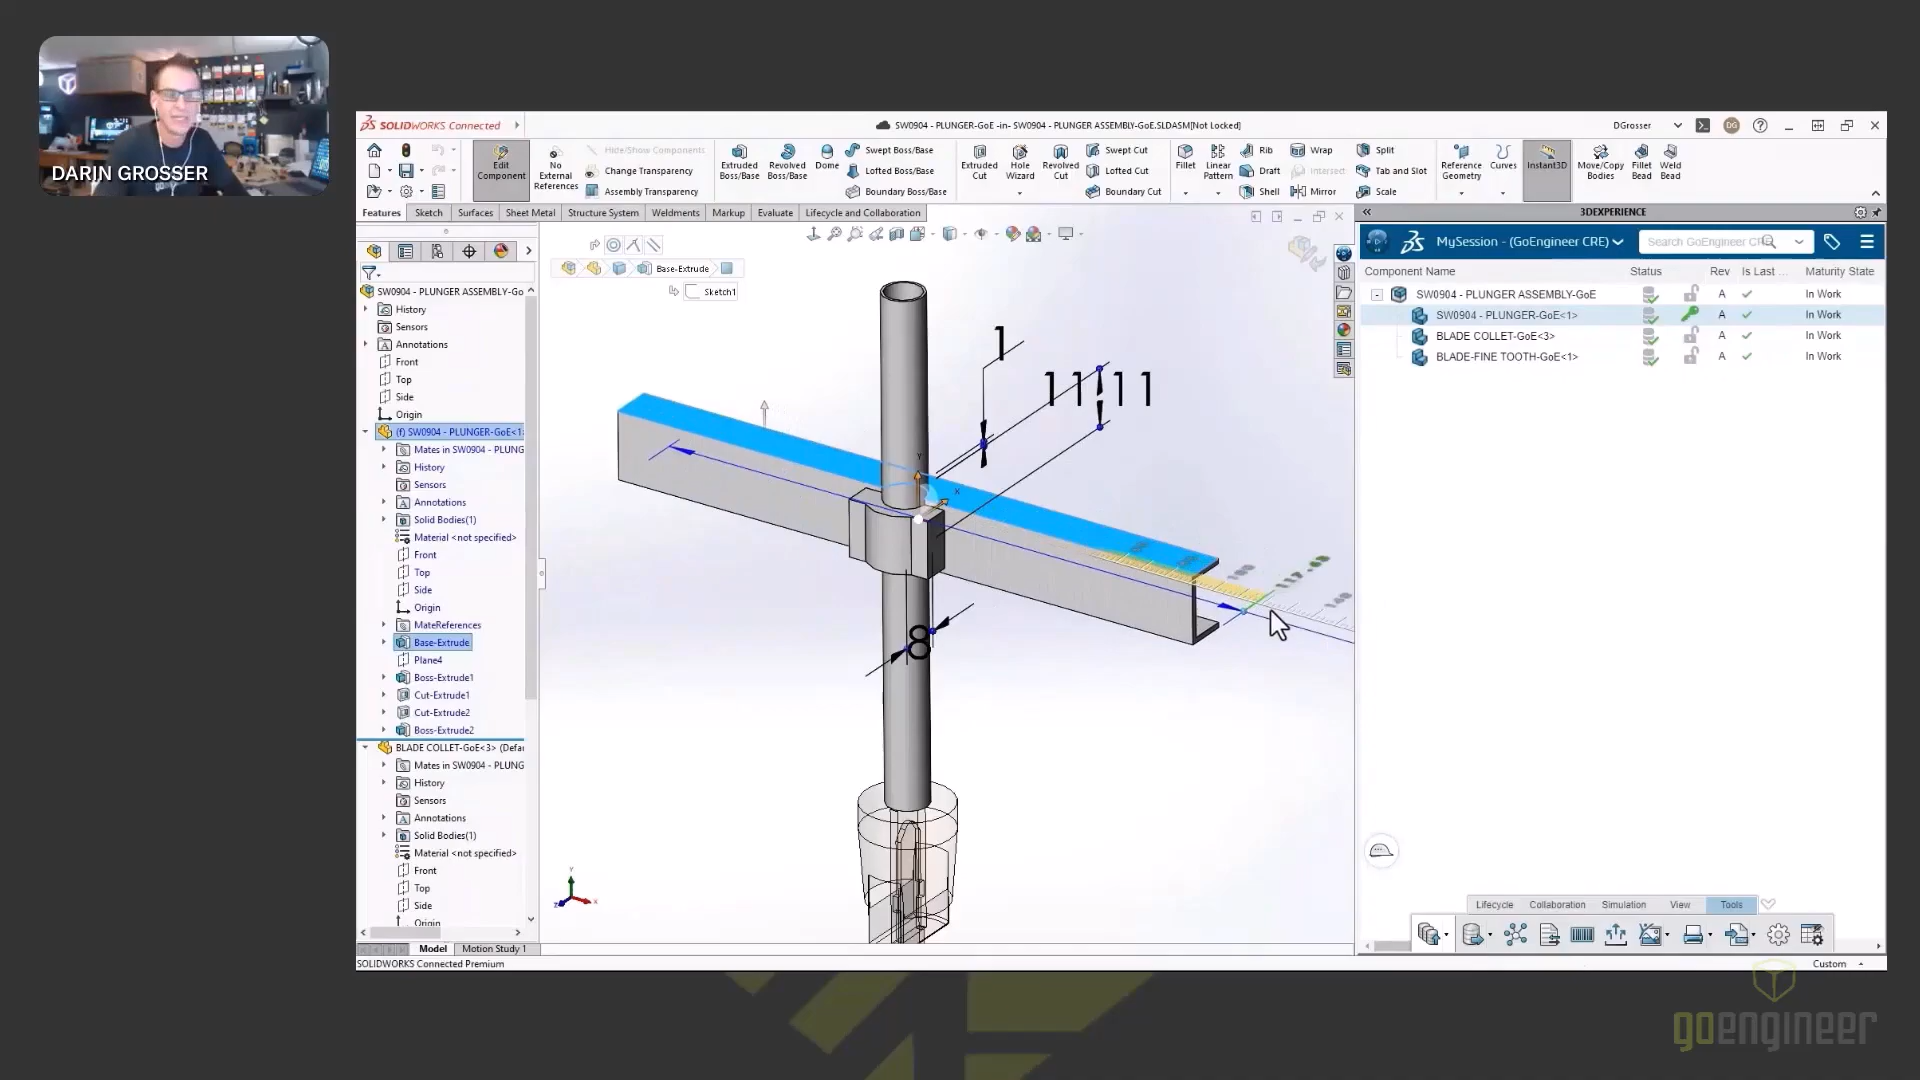 DARIN GROSSER
SOLIDWORKS Connected
SW0904 - PLUNGER-GoE -in- SW0904 - PLUNGER ASSEMBLY-GoE.SLDASM[Not Locked]
DGrosser
DG
Edit Component
No External References
Hide/Show Components
Change Transparency
Assembly Transparency
Extruded Boss/Base
Revolved Boss/Base
Dome
Swept Boss/Base
Lofted Boss/Base
Boundary Boss/Base
Extruded Cut
Hole Wizard
Revolved Cut
Swept Cut
Lofted Cut
Boundary Cut
Fillet
Linear Pattern
Rib
Draft
Shell
Wrap
Intersect
Mirror
Split
Tab and Slot
Scale
Reference Geometry
Curves
Instant3D
Move/Copy Bodies
Fillet Bead
Weld Bead
Features
Sketch
Surfaces
Sheet Metal
Structure System
Weldments
Markup
Evaluate
Lifecycle and Collaboration
SW0904 - PLUNGER ASSEMBLY-Go
History
Sensors
Annotations
Front
Top
Side
Origin
(f) SW0904 - PLUNGER-GoE<1
Mates in SW0904 - PLUNG
History
Sensors
Annotations
Solid Bodies(1)
Material <not specified>
Front
Top
Side
Origin
MateReferences
Base-Extrude
Plane4
Boss-Extrude1
Cut-Extrude1
Cut-Extrude2
Boss-Extrude2
BLADE COLLET-GoE<3> (Defau
Mates in SW0904 - PLUNG
History
Sensors
Annotations
Solid Bodies(1)
Material <not specified>
Front
Top
Side
Origin
Base-Extrude
Sketch1
1
11.11
8
Y
X
Model
Motion Study 1
SOLIDWORKS Connected Premium
3DEXPERIENCE
MySession - (GoEngineer CRE)
Search GoEngineer CR
Component Name
Status
Rev
Is Last ...
Maturity State
SW0904 - PLUNGER ASSEMBLY-GoE
A
In Work
SW0904 - PLUNGER-GoE<1>
A
In Work
BLADE COLLET-GoE<3>
A
In Work
BLADE-FINE TOOTH-GoE<1>
A
In Work
Lifecycle
Collaboration
Simulation
View
Tools
Custom
goengineer